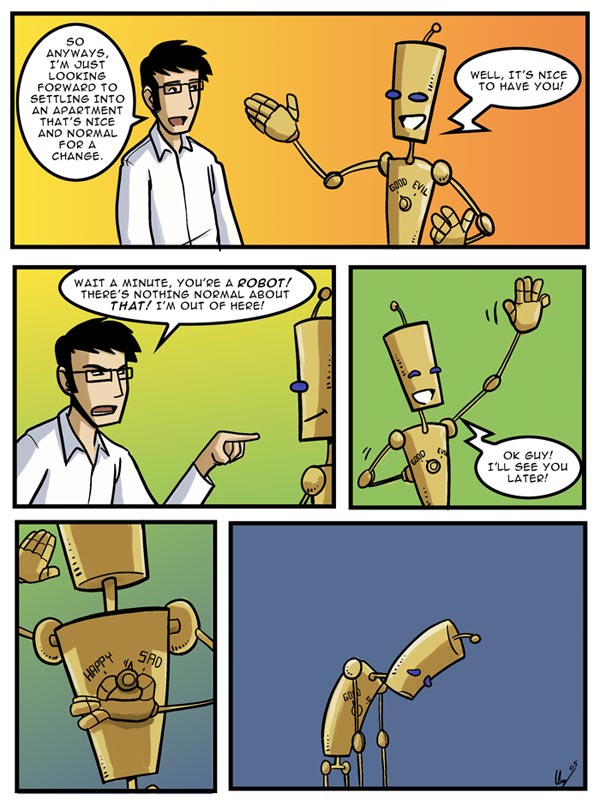 SO
ANYWAYS,
I'M JUST
LOOKING
FORWARD TO
SETTLING INTO
AN APARTMENT
THAT'S NICE
AND NORMAL
FOR A
CHANGE.
WELL, IT'S NICE
TO HAVE YOU!
GOOD EVIL
WAIT A MINUTE, YOU'RE A ROBOT!
THERE'S NOTHING NORMAL ABOUT
THAT! I'M OUT OF HERE!
GOOD EVIL
OK GUY!
I'LL SEE YOU
LATER!
HAPPY SAD